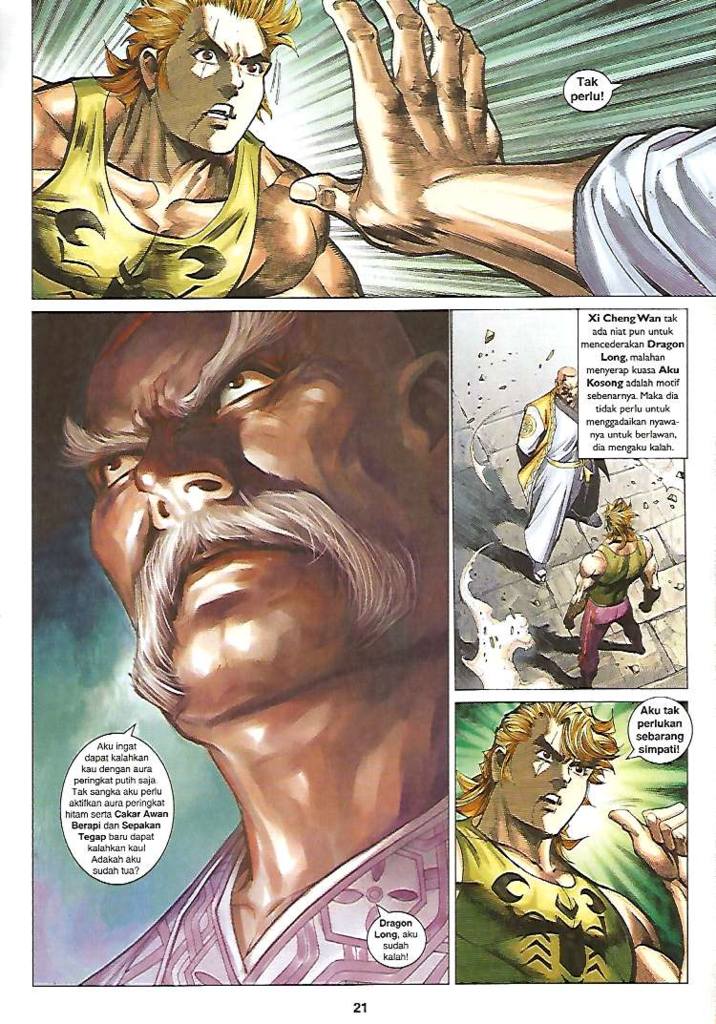 Tak
perlu!
Xi Cheng Wan tak
ada niat pun untuk
mencederakan Dragon
Long, malahan
menyerap kuasa Aku
Kosong adalah motif
sebenarnya. Maka dia
tidak perlu untuk
menggadaikan nyawa-
nya untuk berlawan,
dia mengaku kalah.
Aku ingat
dapat kalahkan
kau dengan aura
peringkat putih saja.
Tak sangka aku perlu
aktifkan aura peringkat
hitam serta Cakar Awan
Berapi dan Sepakan
Tegap baru dapat
kalahkan kau!
Adakah aku
sudah tua?
Dragon
Long, aku
sudah
kalah!
Aku tak
perlukan
sebarang
simpati!
21